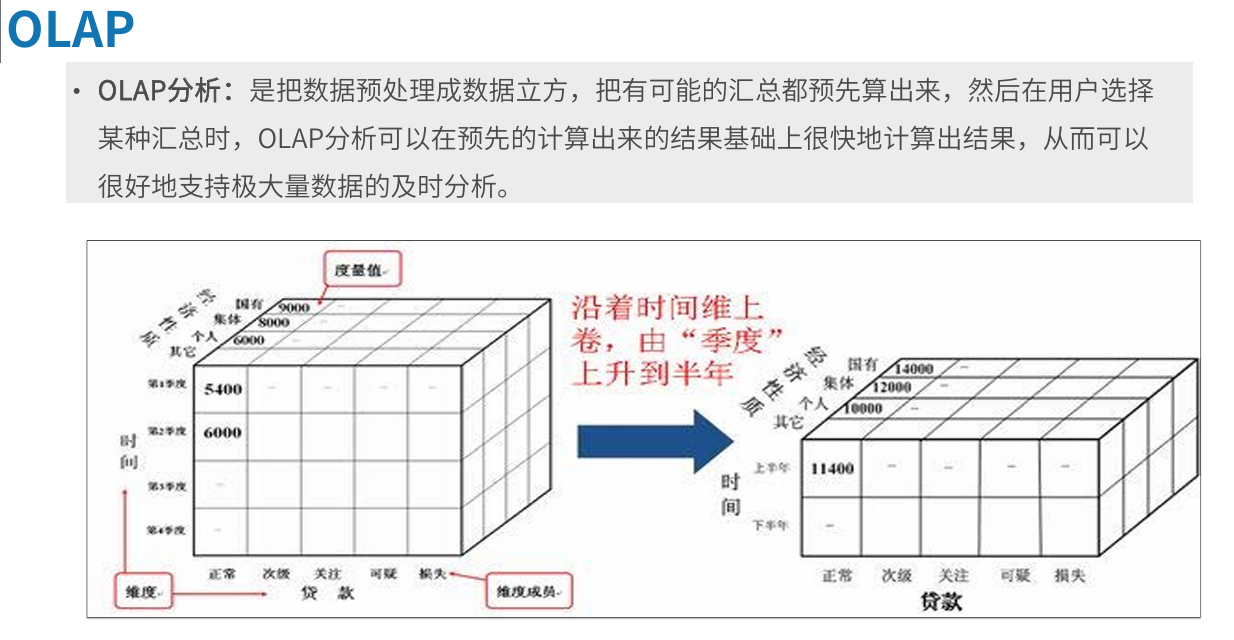 OLAP
• OLAP分析：是把数据预处理成数据立方，把有可能的汇总都预先算出来，然后在用户选择
某种汇总时，OLAP分析可以在预先的计算出来的结果基础上很快地计算出结果，从而可以
很好地支持极大量数据的及时分析。
度量值
经济性质
国有 9000 –
集体 8000 –
个人 6000 –
其它
第1季度 5400 – – – –
第2季度 6000
时间
第3季度 –
第4季度 –
正常 次级 关注 可疑 损失
贷 款
维度
维度成员
沿着时间维上
卷，由“季度”
上升到半年
经济性质
国有 14000 –
集体 12000 –
个人 10000 –
其它
上半年 11400 – – – –
时间
下半年 –
正常 次级 关注 可疑 损失
贷款